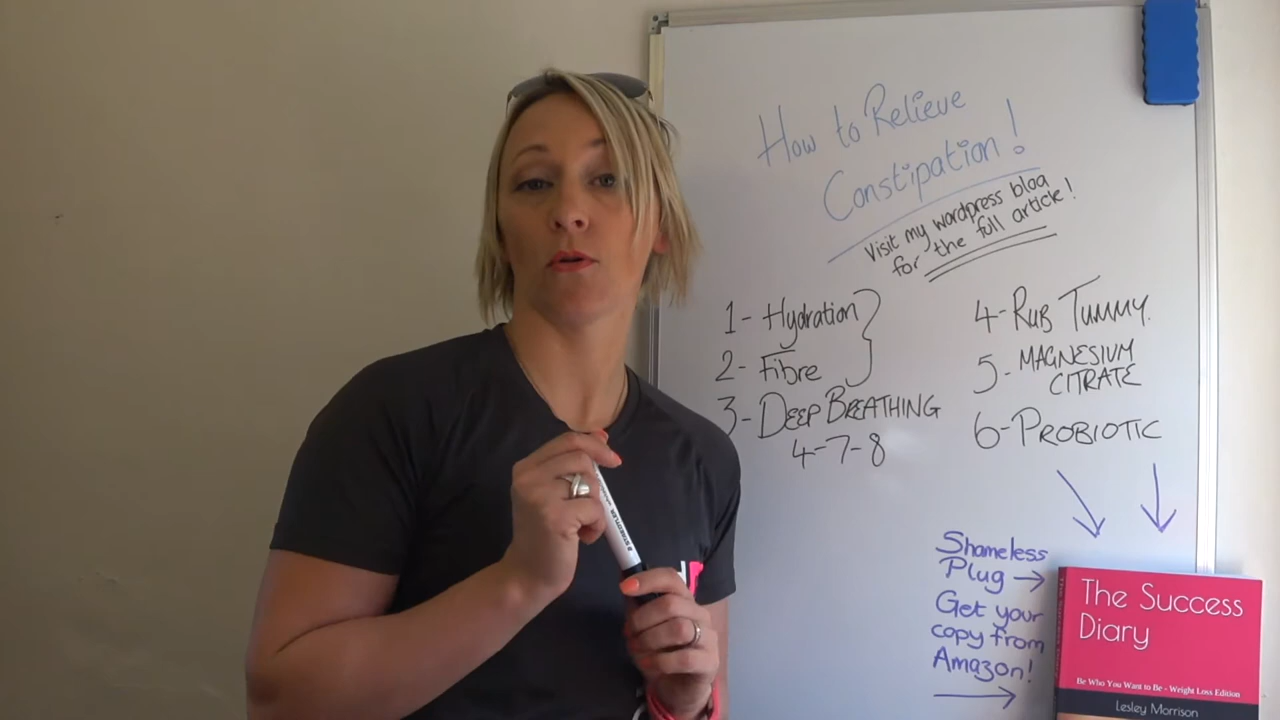 How to Relieve
Constipation!
Visit my wordpress blog
for the full article!
1- Hydration
2- Fibre
3- DEEP BREATHING
4-7-8
4- RUB TUMMY.
5- MAGNESIUM
CITRATE
6- PROBIOTIC
Shameless
Plug →
Get your
copy from
Amazon!
The Success
Diary
Be Who You Want to Be - Weight Loss Edition
Lesley Morrison
STAEDTLER